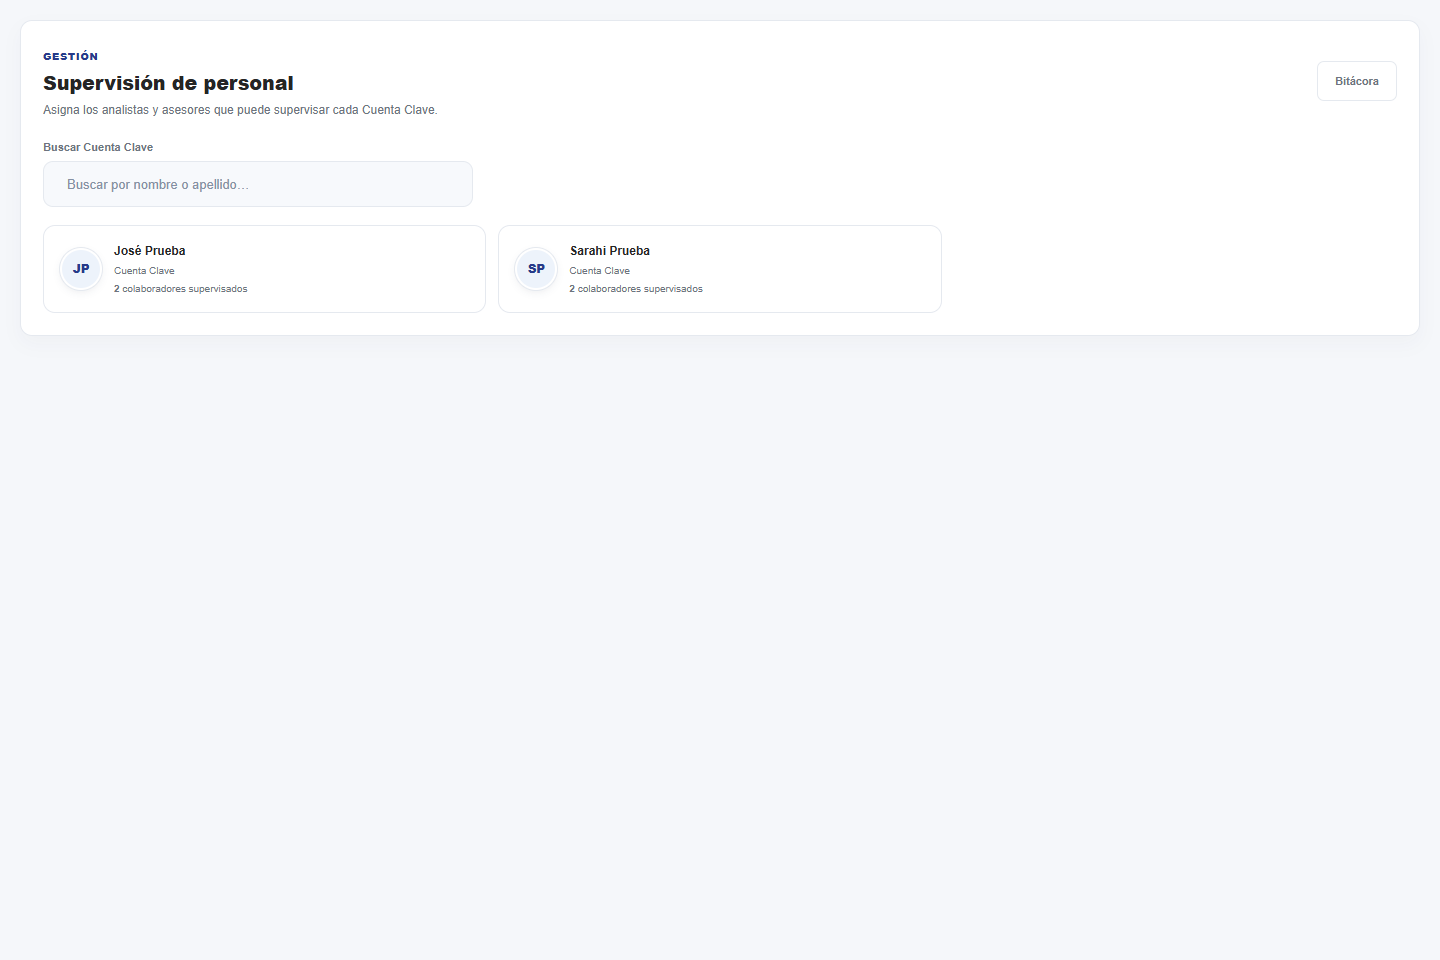 GESTIÓN
Supervisión de personal
Asigna los analistas y asesores que puede supervisar cada Cuenta Clave.
Bitácora
Buscar Cuenta Clave
Buscar por nombre o apellido...
JP
José Prueba
Cuenta Clave
2 colaboradores supervisados
SP
Sarahi Prueba
Cuenta Clave
2 colaboradores supervisados